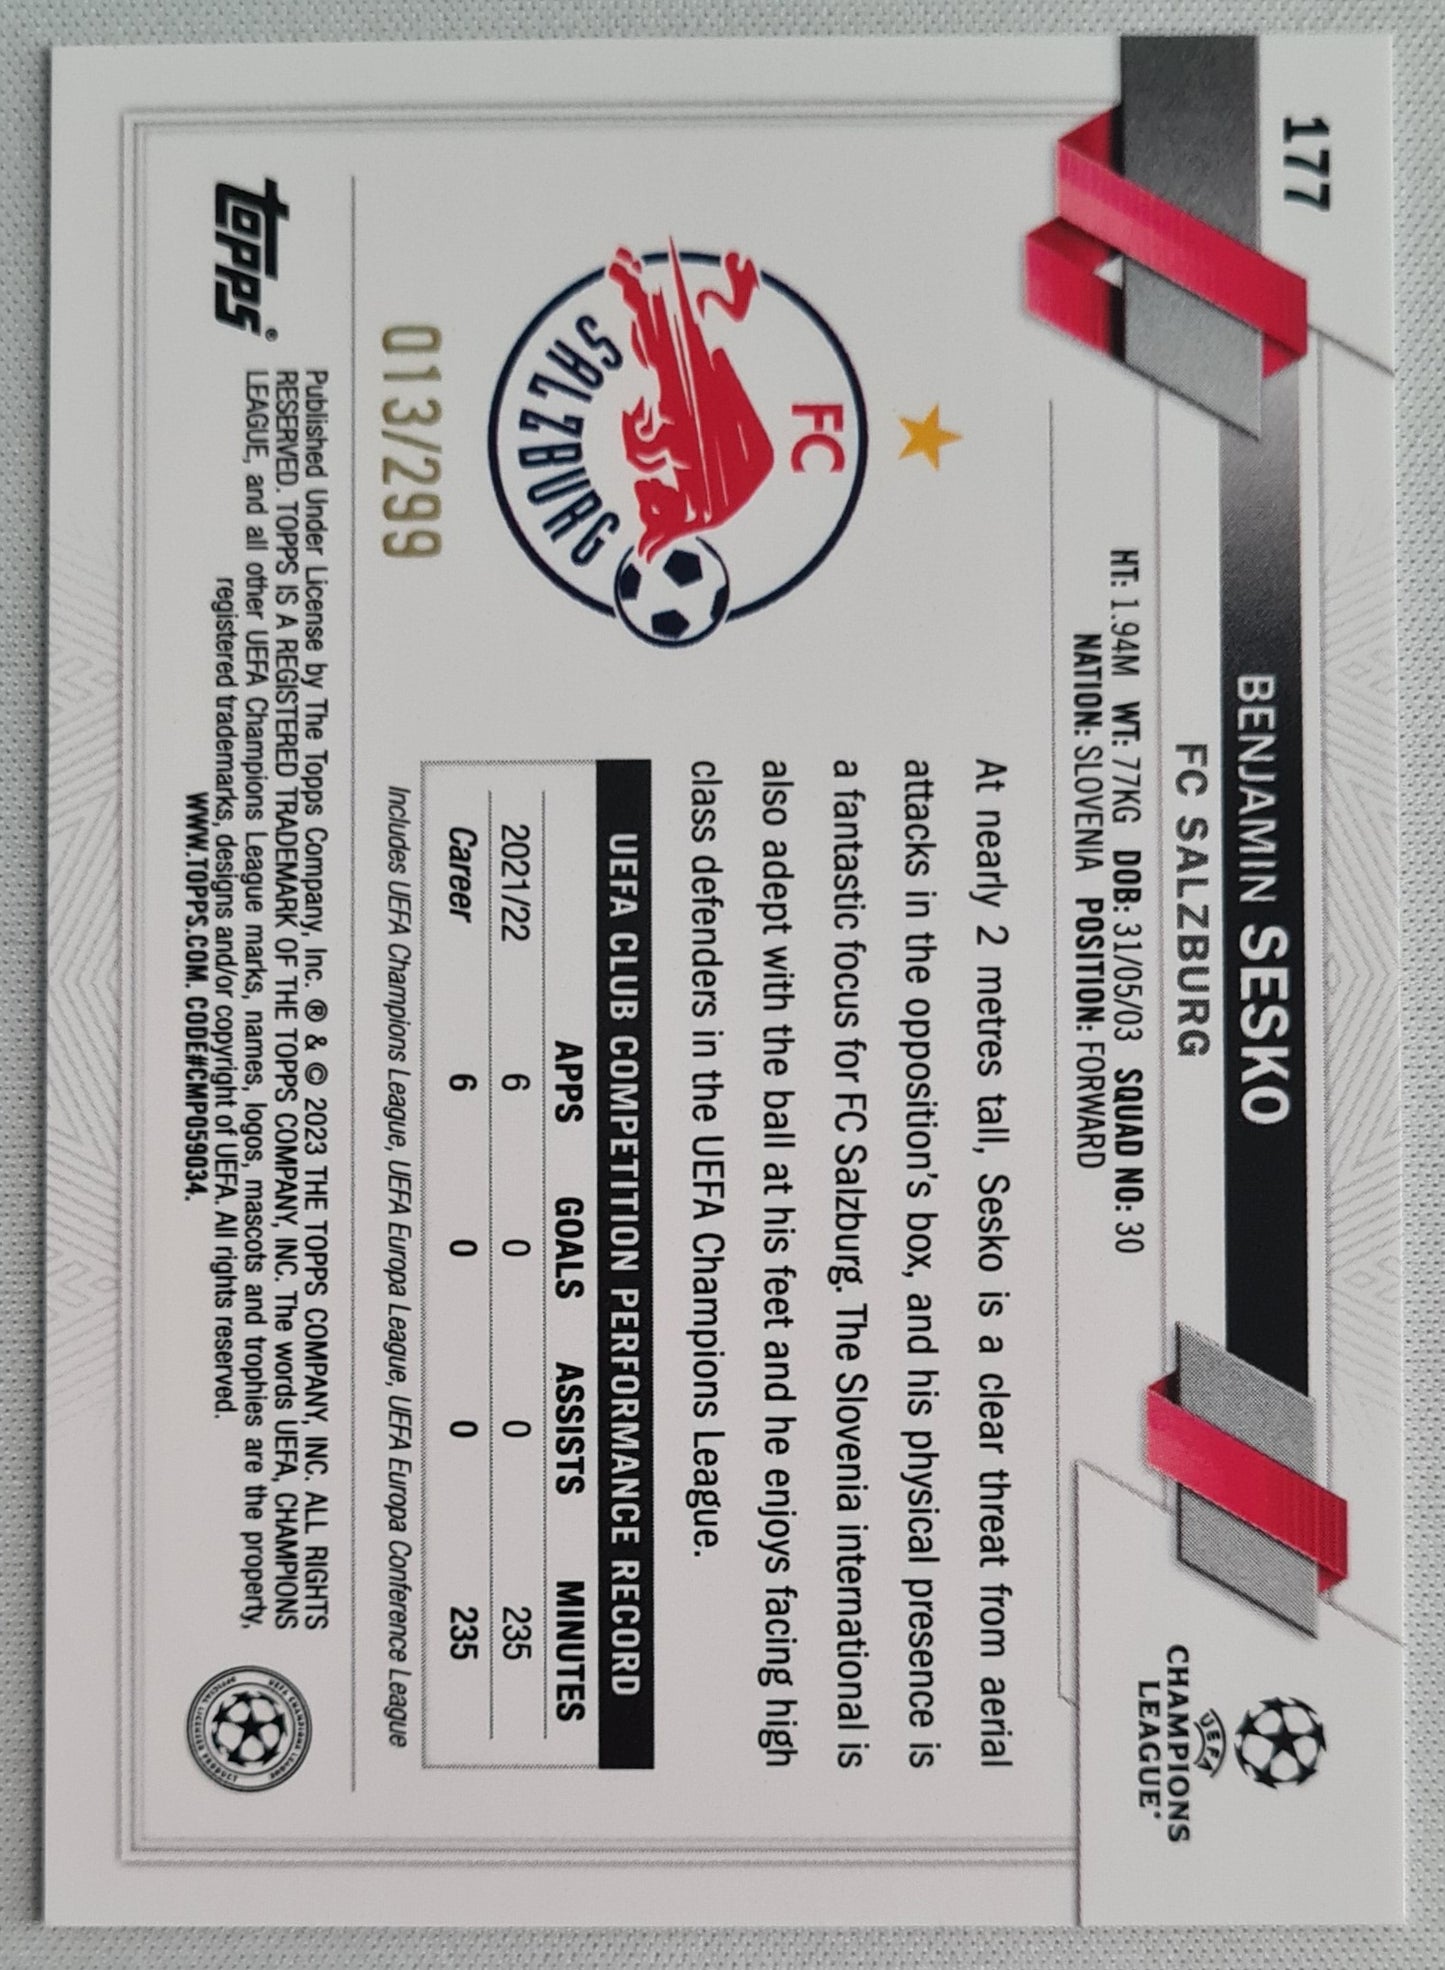 177
BENJAMIN SESKO
FC SALZBURG
HT: 1.94M WT: 77KG DOB: 31/05/03 SQUAD NO: 30
NATION: SLOVENIA POSITION: FORWARD
UEFA
CHAMPIONS
LEAGUE
FC
SALZBURG
013/299
At nearly 2 metres tall, Sesko is a clear threat from aerial
attacks in the opposition's box, and his physical presence is
a fantastic focus for FC Salzburg. The Slovenia international is
also adept with the ball at his feet and he enjoys facing high
class defenders in the UEFA Champions League.
UEFA CLUB COMPETITION PERFORMANCE RECORD
APPS GOALS ASSISTS MINUTES
2021/22 6 0 0 235
Career 6 0 0 235
Includes UEFA Champions League, UEFA Europa League, UEFA Europa Conference League
topps®
Published Under License by The Topps Company, Inc. ® & © 2023 THE TOPPS COMPANY, INC. ALL RIGHTS
RESERVED. TOPPS IS A REGISTERED TRADEMARK OF THE TOPPS COMPANY, INC. The words UEFA, CHAMPIONS
LEAGUE, and all other UEFA Champions League marks, names, logos, mascots and trophies are the property,
registered trademarks, designs and/or copyright of UEFA. All rights reserved.
WWW.TOPPS.COM. CODE#CMP059034.
UEFA CHAMPIONS LEAGUE
OFFICIAL LICENSED PRODUCT